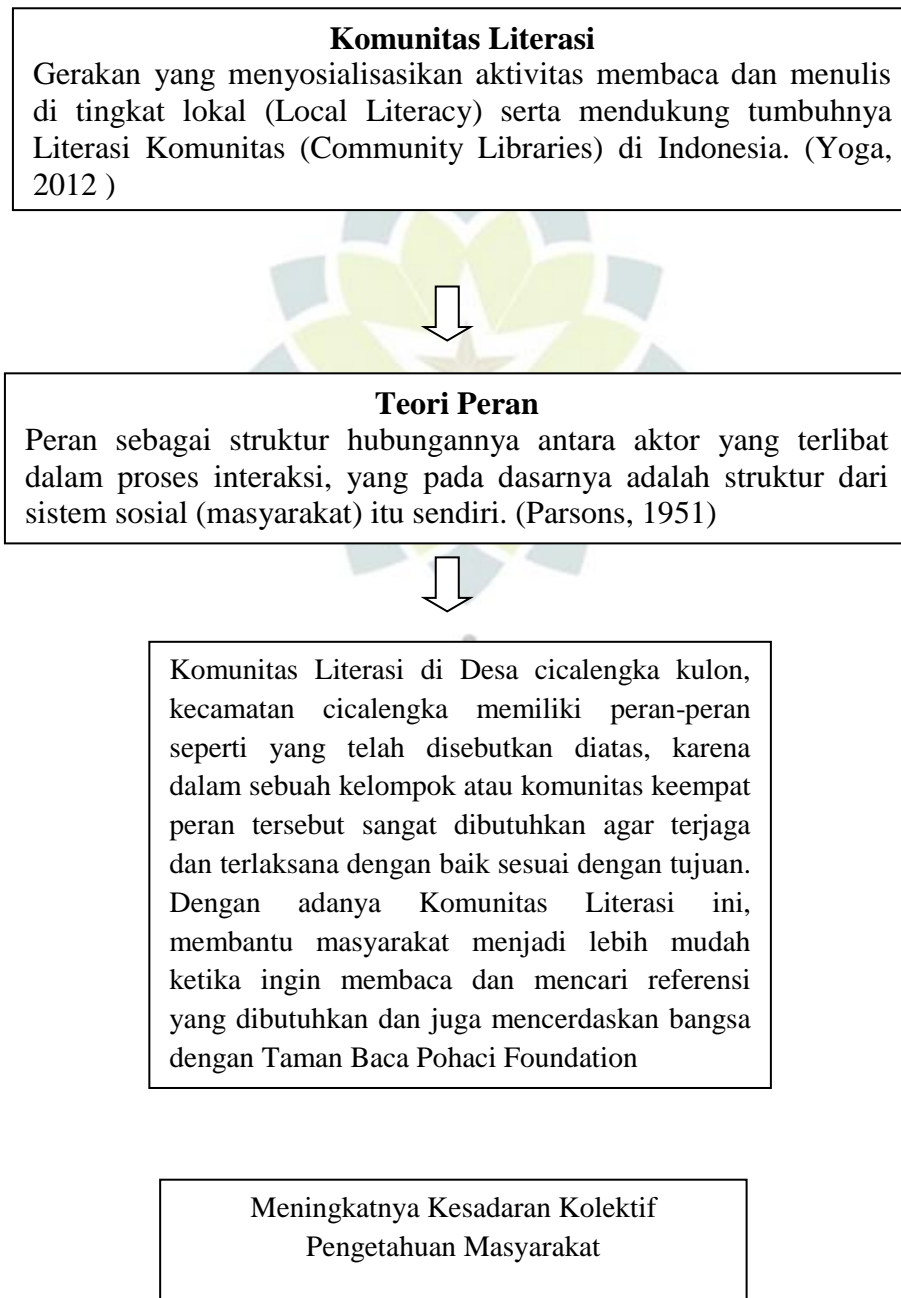 Komunitas Literasi
Gerakan yang menyosialisasikan aktivitas membaca dan menulis
di tingkat lokal (Local Literacy) serta mendukung tumbuhnya
Literasi Komunitas (Community Libraries) di Indonesia. (Yoga,
2012 )
Teori Peran
Peran sebagai struktur hubungannya antara aktor yang terlibat
dalam proses interaksi, yang pada dasarnya adalah struktur dari
sistem sosial (masyarakat) itu sendiri. (Parsons, 1951)
Komunitas Literasi di Desa cicalengka kulon,
kecamatan cicalengka memiliki peran-peran
seperti yang telah disebutkan diatas, karena
dalam sebuah kelompok atau komunitas keempat
peran tersebut sangat dibutuhkan agar terjaga
dan terlaksana dengan baik sesuai dengan tujuan.
Dengan adanya Komunitas Literasi ini,
membantu masyarakat menjadi lebih mudah
ketika ingin membaca dan mencari referensi
yang dibutuhkan dan juga mencerdaskan bangsa
dengan Taman Baca Pohaci Foundation
Meningkatnya Kesadaran Kolektif
Pengetahuan Masyarakat